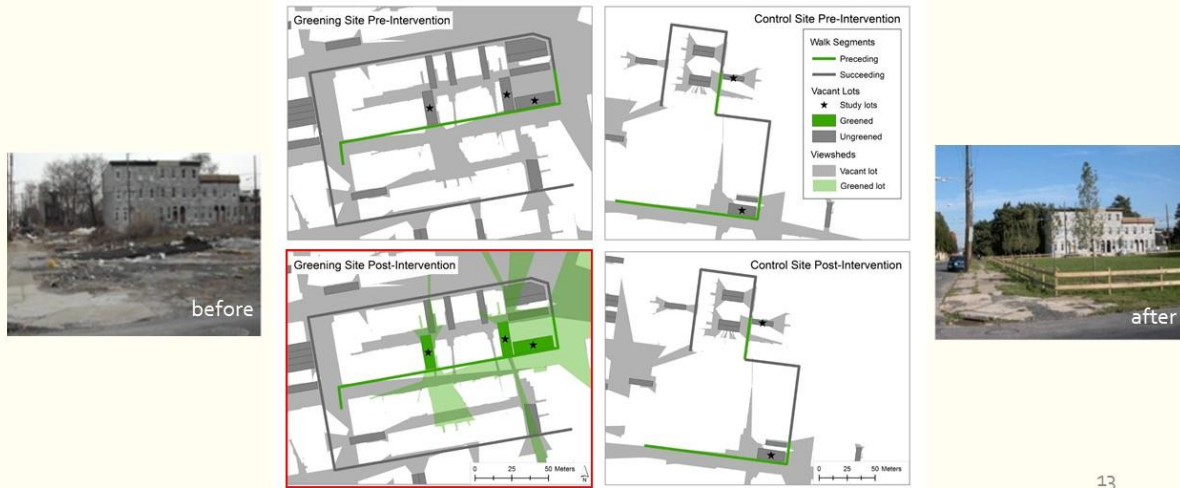 Greening Site Pre-Intervention
Control Site Pre-Intervention
Walk Segments
Preceding
Succeeding
Vacant Lots
Study lots
Greened
Ungreened
Viewsheds
Vacant lot
Greened lot
before
after
Greening Site Post-Intervention
Control Site Post-Intervention
0 25 50 Meters
N
0 25 50 Meters
13